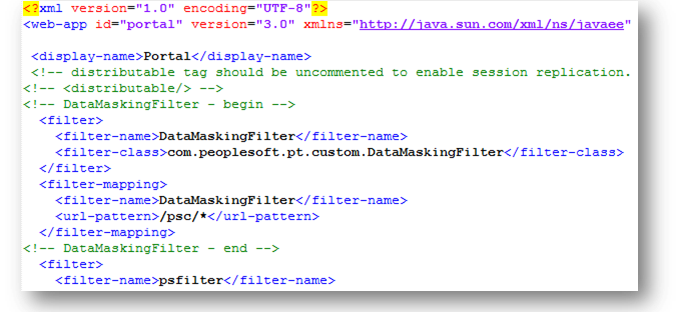 <?xml version="1.0" encoding="UTF-8"?>
<web-app id="portal" version="3.0" xmlns="http://java.sun.com/xml/ns/javaee"
<display-name>Portal</display-name>
<!-- distributable tag should be uncommented to enable session replication.
<!-- <distributable/> -->
<!-- DataMaskingFilter - begin -->
<filter>
<filter-name>DataMaskingFilter</filter-name>
<filter-class>com.peoplesoft.pt.custom.DataMaskingFilter</filter-class>
</filter>
<filter-mapping>
<filter-name>DataMaskingFilter</filter-name>
<url-pattern>/psc/*</url-pattern>
</filter-mapping>
<!-- DataMaskingFilter - end -->
<filter>
<filter-name>psfilter</filter-name>